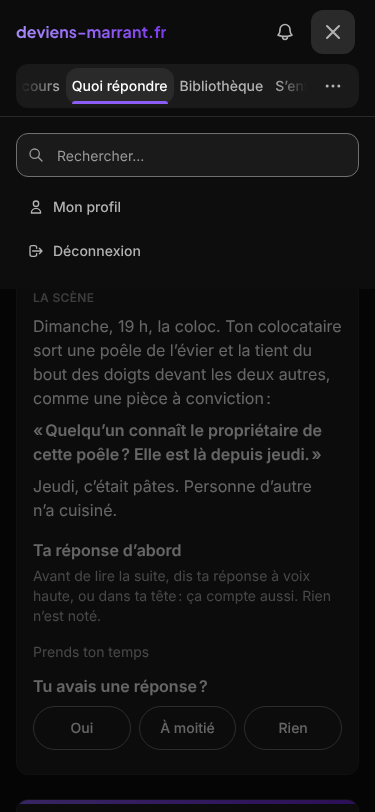 deviens-marrant.fr
cours Quoi répondre Bibliothèque S'en
Rechercher...
Mon profil
Déconnexion
LA SCÈNE
Dimanche, 19 h, la coloc. Ton colocataire
sort une poêle de l'évier et la tient du
bout des doigts devant les deux autres,
comme une pièce à conviction :
« Quelqu'un connaît le propriétaire de
cette poêle ? Elle est là depuis jeudi. »
Jeudi, c'était pâtes. Personne d'autre
n'a cuisiné.
Ta réponse d'abord
Avant de lire la suite, dis ta réponse à voix
haute, ou dans ta tête : ça compte aussi. Rien
n'est noté.
Prends ton temps
Tu avais une réponse ?
Oui À moitié Rien